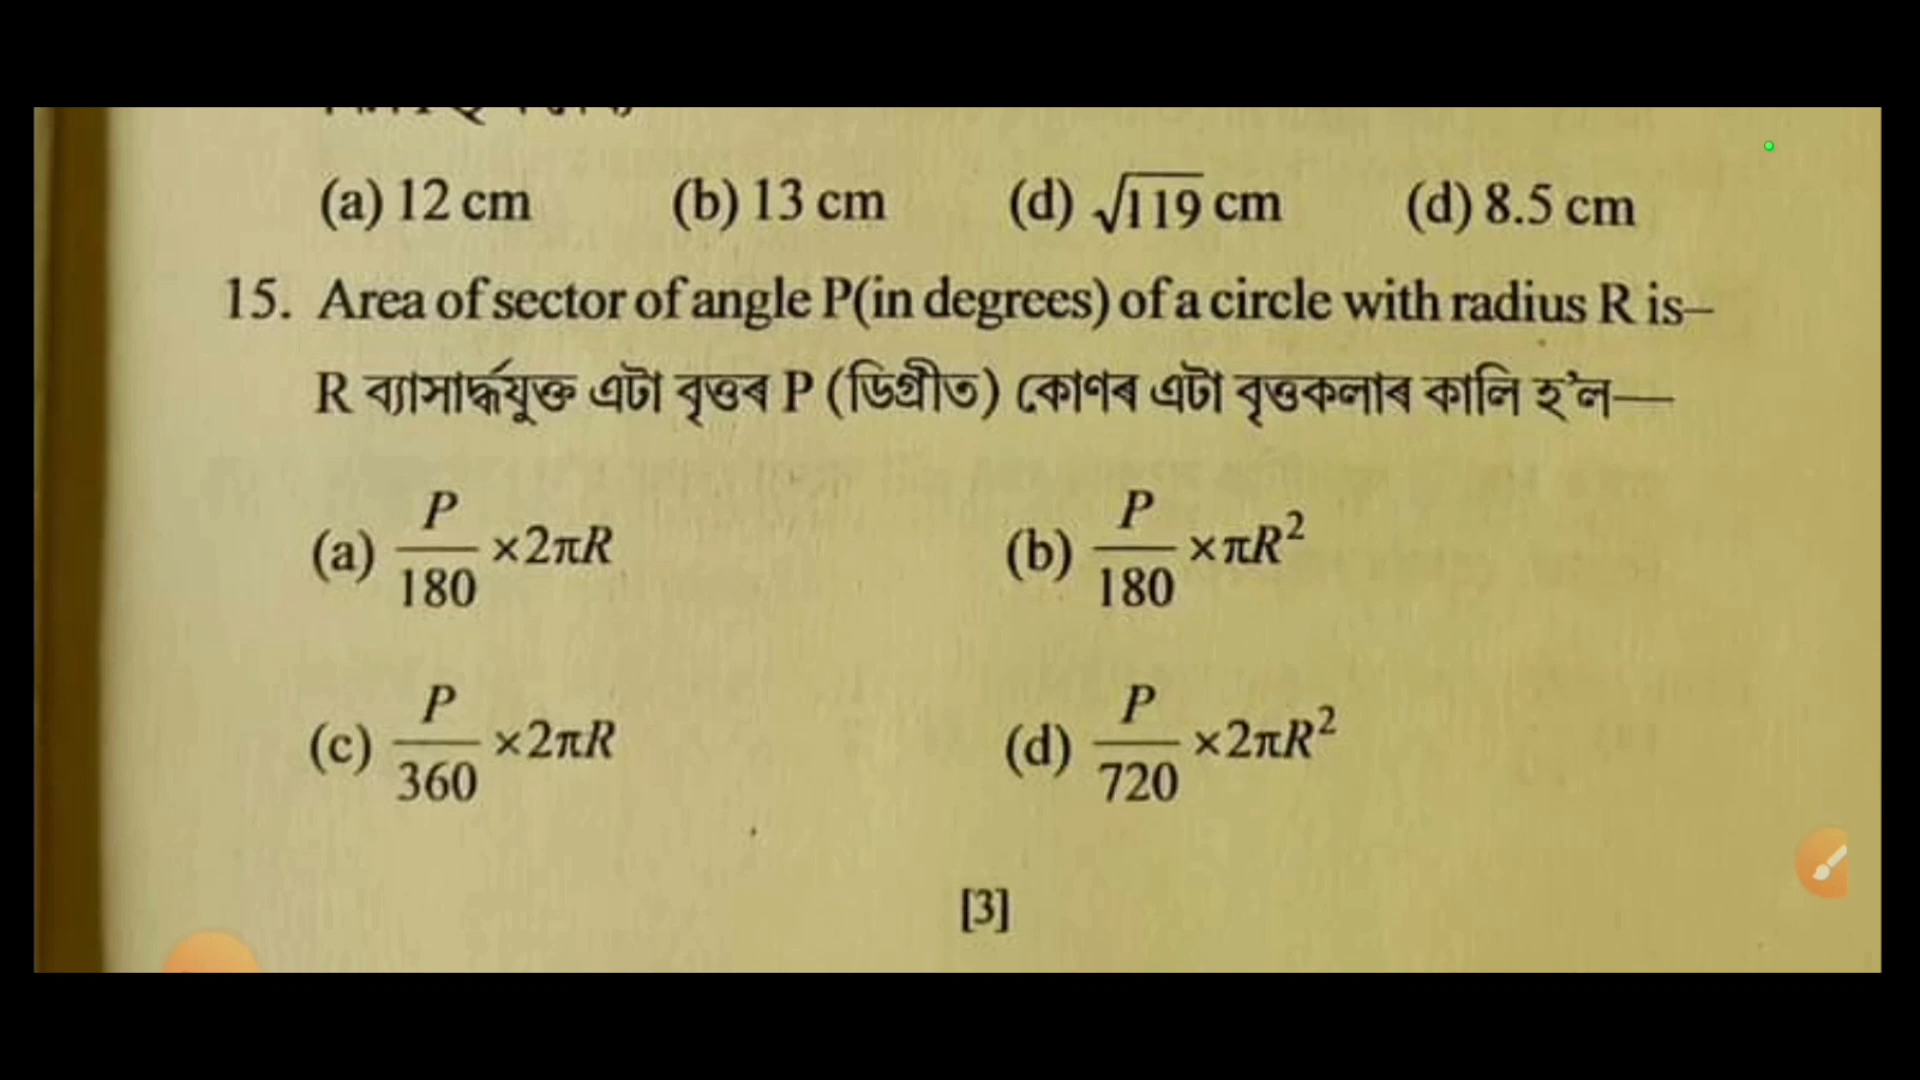 (a) 12 cm (b) 13 cm (d) √119 cm (d) 8.5 cm
15. Area of sector of angle P(in degrees) of a circle with radius R is–
R ব্যাসাৰ্দ্ধযুক্ত এটা বৃত্তৰ P (ডিগ্ৰীত) কোণৰ এটা বৃত্তকলাৰ কালি হ’ল—
(a) P/180 ×2πR (b) P/180 ×πR²
(c) P/360 ×2πR (d) P/720 ×2πR²
[3]